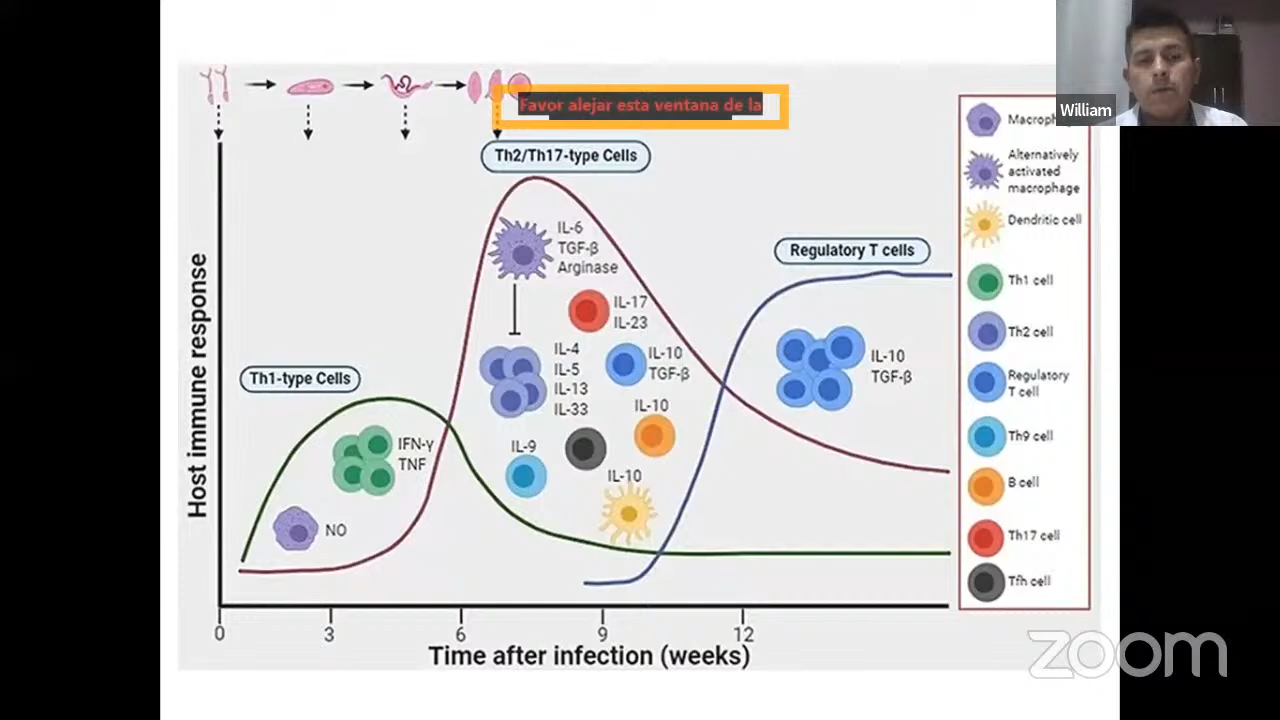 Favor alejar esta ventana de la
William
Th2/Th17-type Cells
Regulatory T cells
Th1-type Cells
IL-6
TGF-β
Arginase
IL-17
IL-23
IL-4
IL-5
IL-13
IL-33
IL-10
TGF-β
IL-10
IL-9
IL-10
IFN-γ
TNF
NO
IL-10
TGF-β
Host immune response
0
3
6
9
12
Time after infection (weeks)
Alternatively
activated
macrophage
Dendritic cell
Th1 cell
Th2 cell
Regulatory
T cell
Th9 cell
B cell
Th17 cell
Tfh cell
zoom